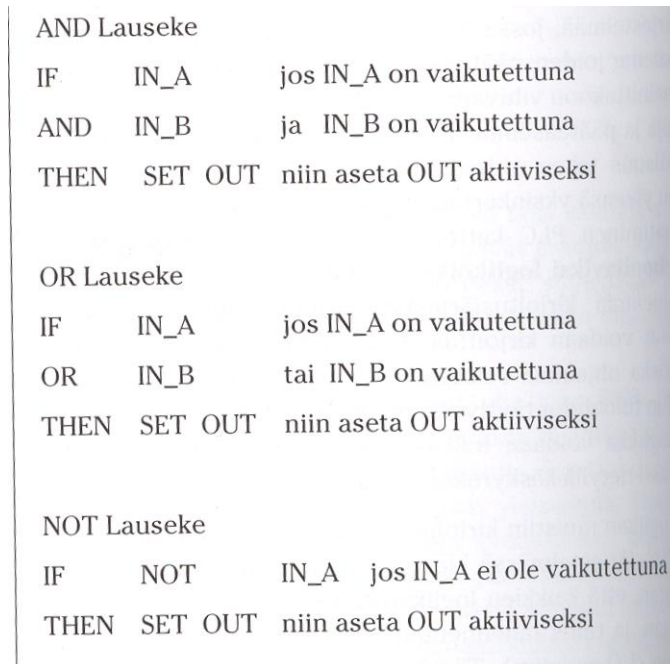 AND Lauseke
IF IN_A jos IN_A on vaikutettuna
AND IN_B ja IN_B on vaikutettuna
THEN SET OUT niin aseta OUT aktiiviseksi
OR Lauseke
IF IN_A jos IN_A on vaikutettuna
OR IN_B tai IN_B on vaikutettuna
THEN SET OUT niin aseta OUT aktiiviseksi
NOT Lauseke
IF NOT IN_A jos IN_A ei ole vaikutettuna
THEN SET OUT niin aseta OUT aktiiviseksi